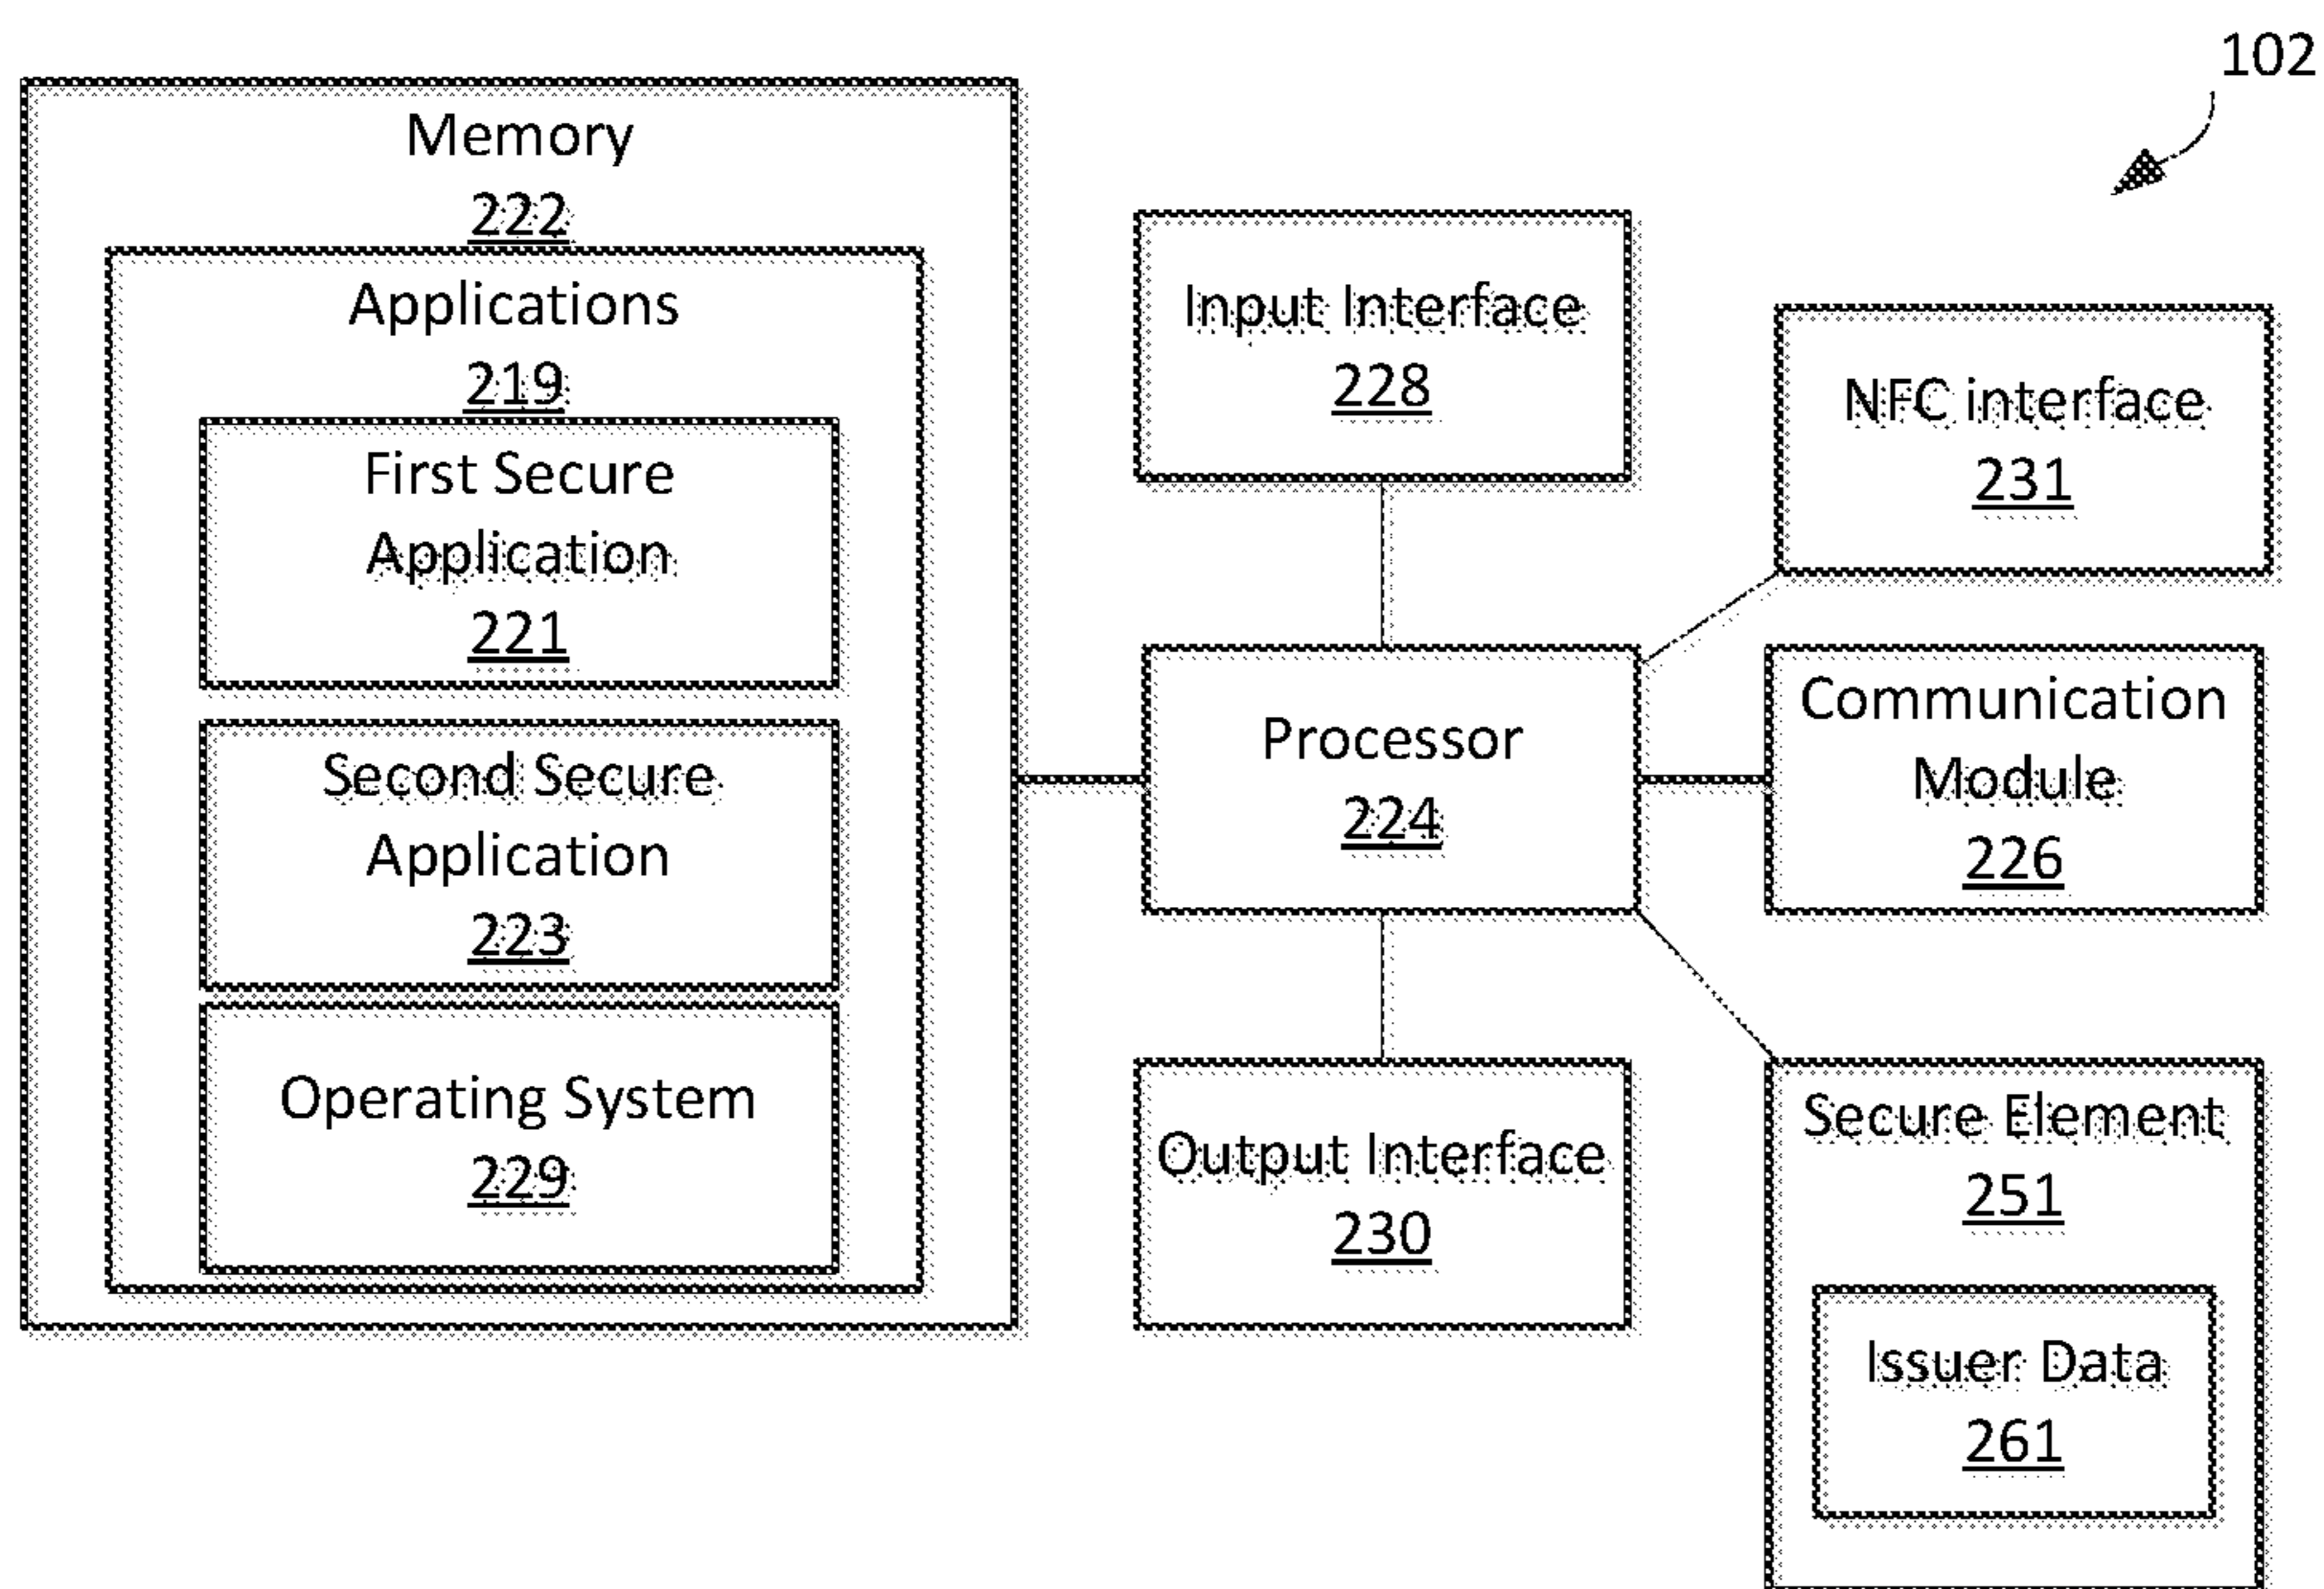 102
Memory
222
Applications
219
First Secure
Application
221
Second Secure
Application
223
Operating System
229
Input Interface
228
Processor
224
Output Interface
230
NFC interface
231
Communication
Module
226
Secure Element
251
Issuer Data
261